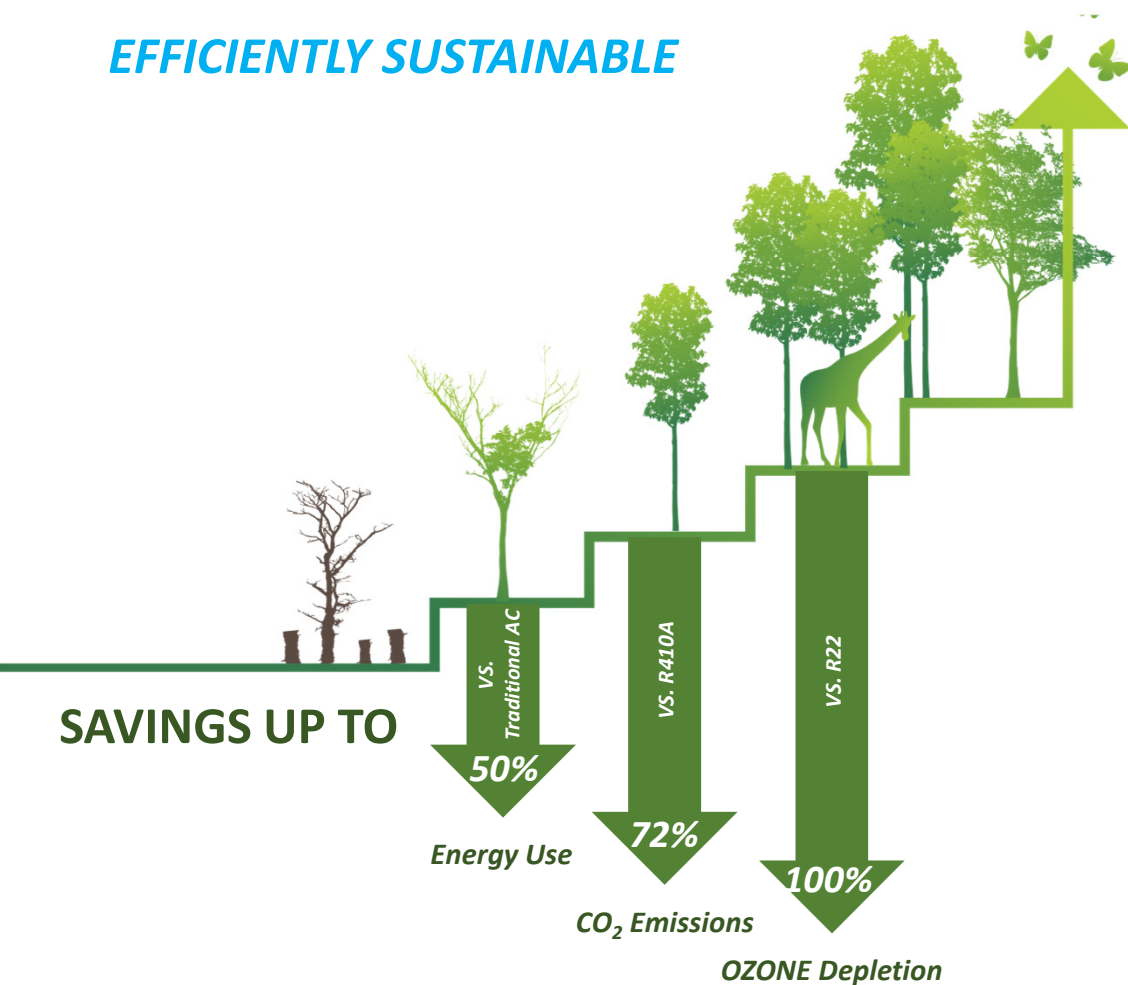 EFFICIENTLY SUSTAINABLE
SAVINGS UP TO
VS.
Traditional AC
50%
Energy Use
VS. R410A
72%
CO₂ Emissions
VS. R22
100%
OZONE Depletion